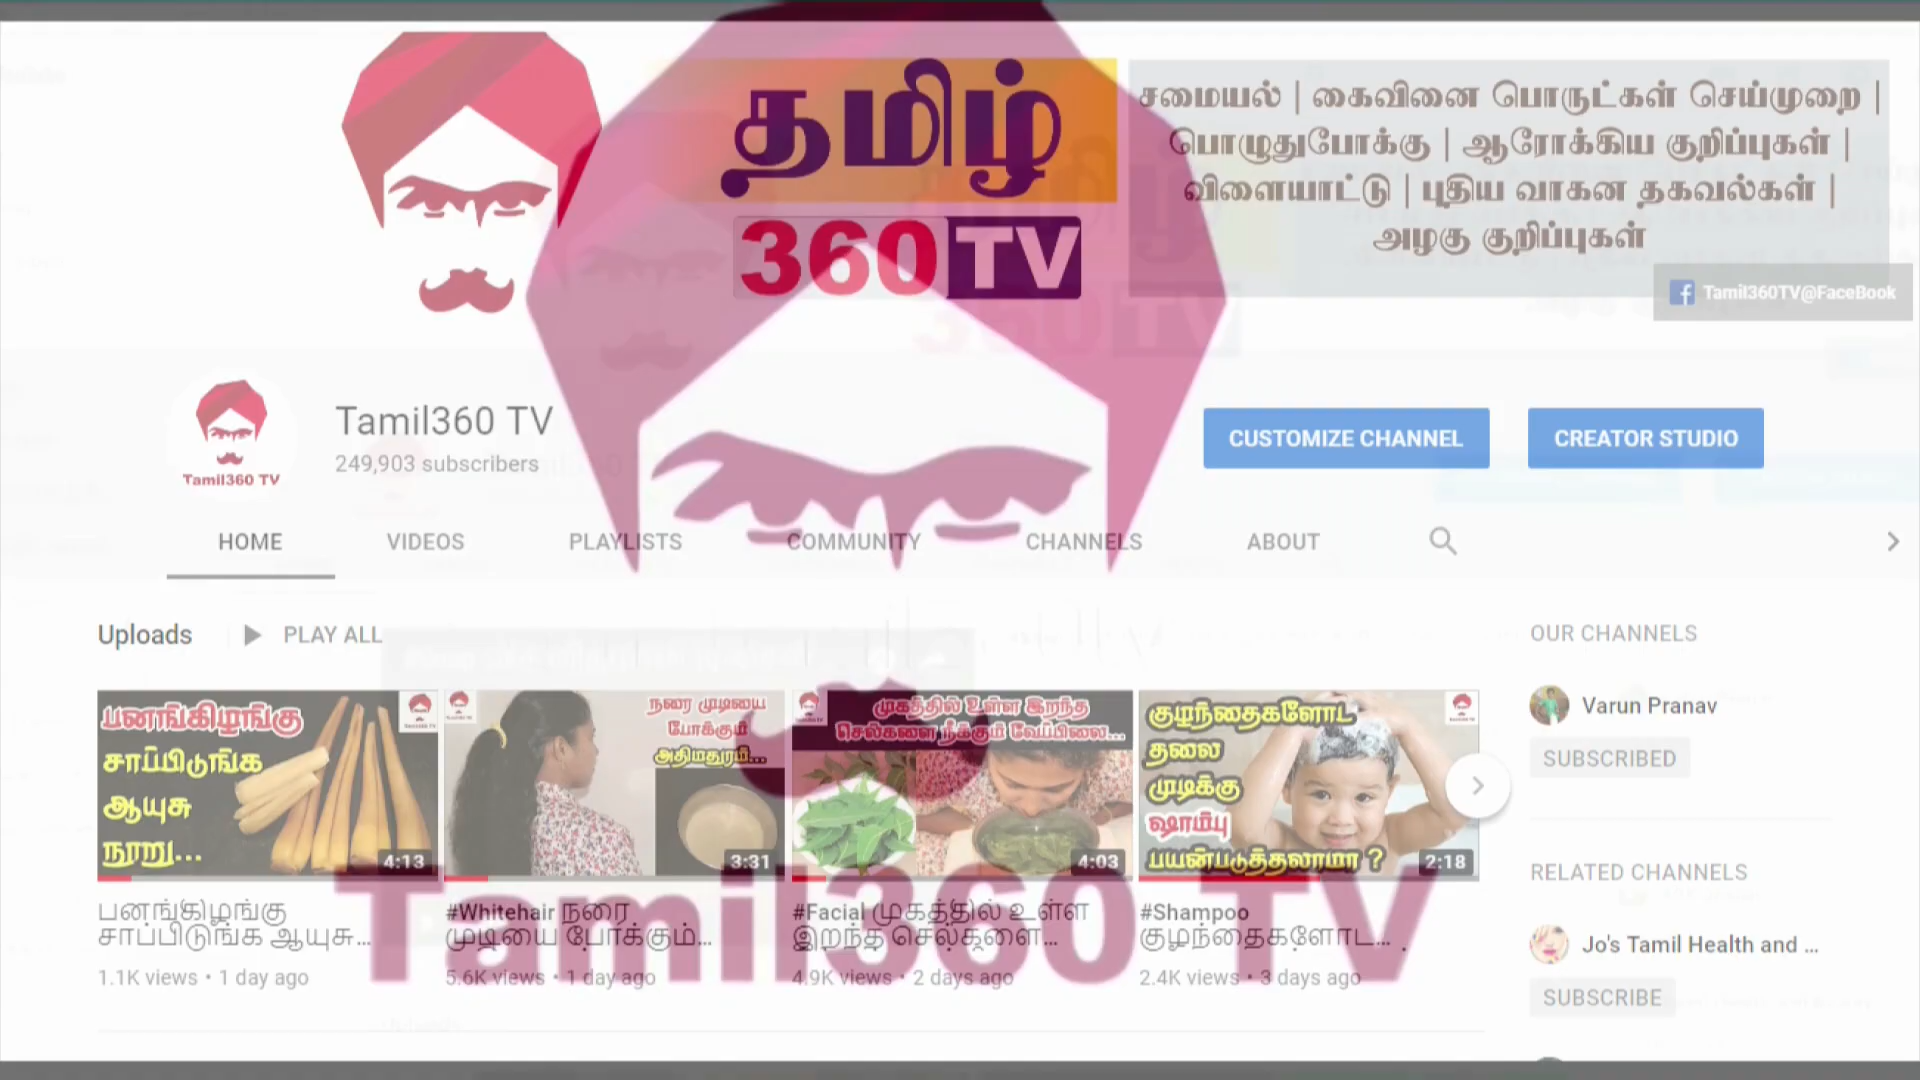 தமிழ்
360TV
சமையல் | கைவினை பொருட்கள் செய்முறை |
பொழுதுபோக்கு | ஆரோக்கிய குறிப்புகள் |
விளையாட்டு | புதிய வாகன தகவல்கள் |
அழகு குறிப்புகள்
Tamil360TV@FaceBook
Tamil360 TV
Tamil360 TV
249,903 subscribers
CUSTOMIZE CHANNEL
CREATOR STUDIO
HOME
VIDEOS
PLAYLISTS
COMMUNITY
CHANNELS
ABOUT
Uploads
PLAY ALL
பனங்கிழங்கு
சாப்பிடுங்க
ஆயுசு
நூறு...
4:13
நரை முடியை
போக்கும்
அதிமதுரம்...
3:31
முகத்தில் உள்ள இறந்த
செல்களை நீக்கும் வேப்பிலை...
4:03
குழந்தைகளோட
தலை
முடிக்கு
ஷாம்பு
பயன்படுத்தலாமா ?
2:18
பனங்கிழங்கு
சாப்பிடுங்க ஆயுசு...
1.1K views • 1 day ago
#Whitehair நரை
முடியை போக்கும்...
5.6K views • 1 day ago
#Facial முகத்தில் உள்ள
இறந்த செல்களை...
4.9K views • 2 days ago
#Shampoo
குழந்தைகளோட...
2.4K views • 3 days ago
Tamil360 TV
OUR CHANNELS
Varun Pranav
SUBSCRIBED
RELATED CHANNELS
Jo's Tamil Health and ...
SUBSCRIBE